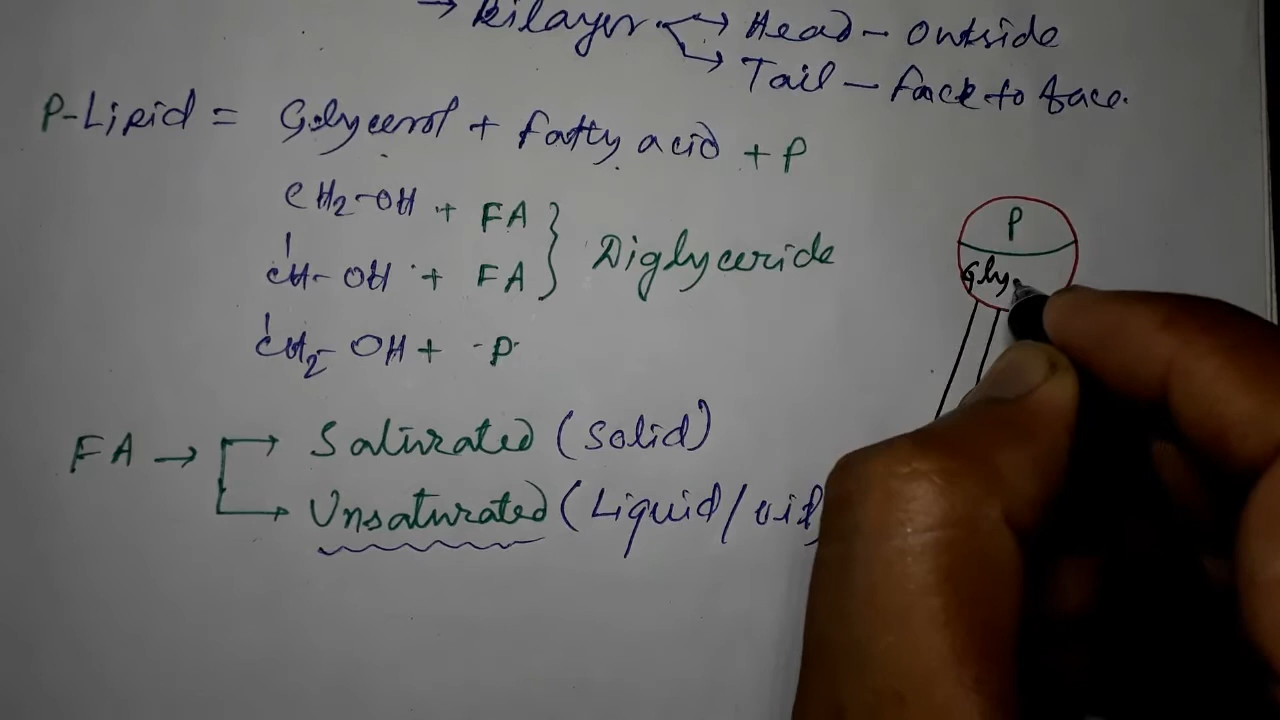 → Bilayer → Head - Outside
→ Tail - face to face.
P-Lipid = Glycerol + fatty acid + P
CH2-OH + FA } Diglyceride
CH-OH + FA
CH2-OH + P
FA → Saturated (Solid)
Unsaturated (Liquid/oil)
P
Gly